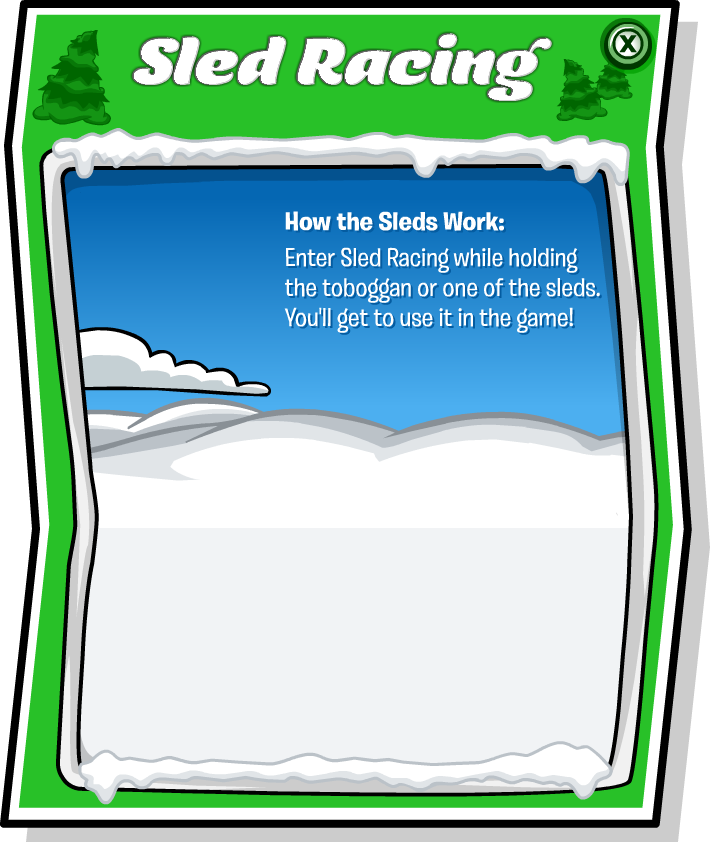 Sled Racing
X
How the Sleds Work:
Enter Sled Racing while holding
the toboggan or one of the sleds.
You'll get to use it in the game!